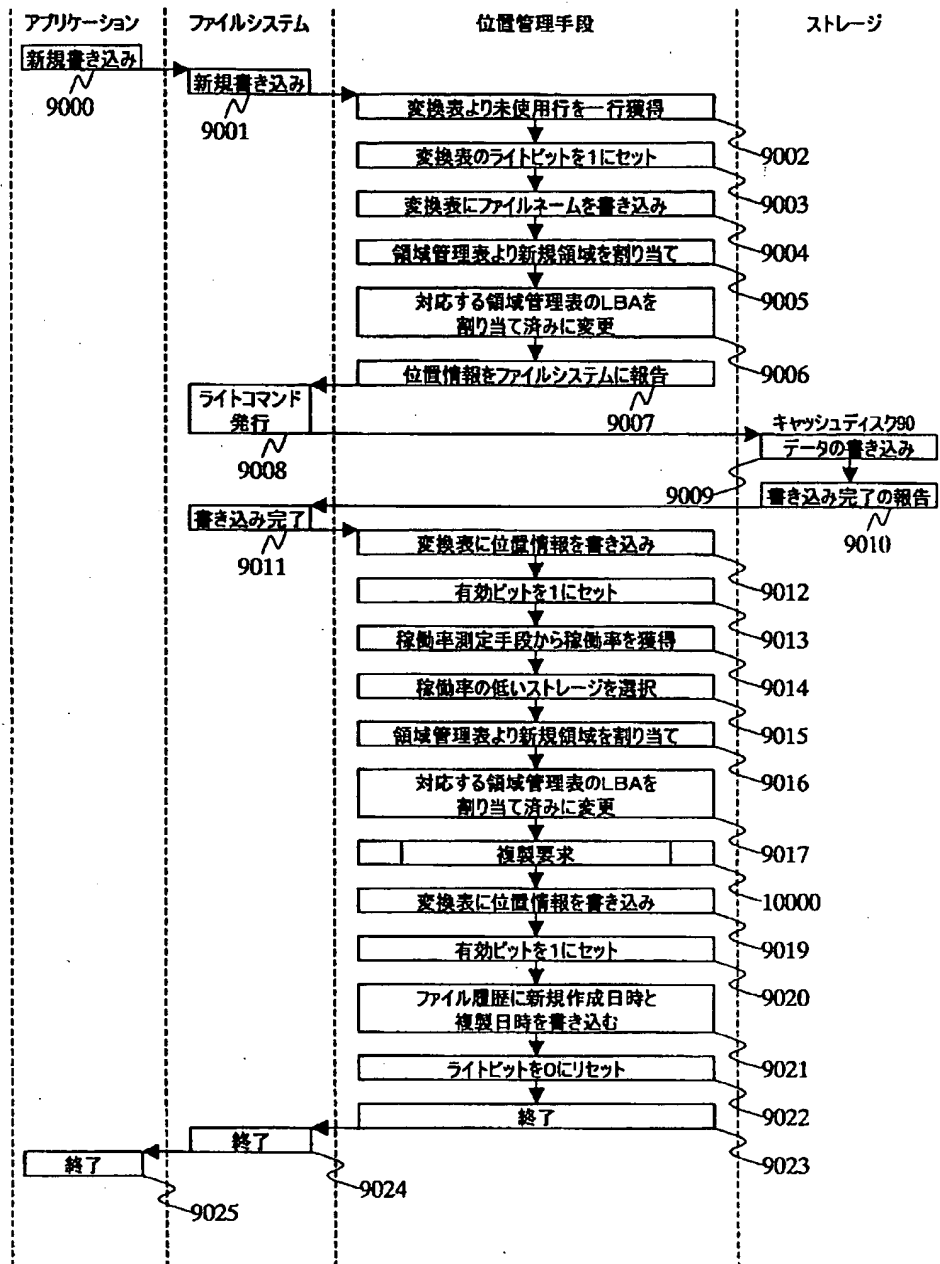 アプリケーション
ファイルシステム
位置管理手段
ストレージ
新規書き込み
9000
新規書き込み
9001
変換表より未使用行を一行獲得
9002
変換表のライトビットを1にセット
9003
変換表にファイルネームを書き込み
9004
領域管理表より新規領域を割り当て
9005
対応する領域管理表のLBAを
割り当て済みに変更
9006
位置情報をファイルシステムに報告
9007
ライトコマンド
発行
9008
キャッシュディスク90
データの書き込み
9009
書き込み完了の報告
9010
書き込み完了
9011
変換表に位置情報を書き込み
9012
有効ビットを1にセット
9013
稼働率測定手段から稼働率を獲得
9014
稼働率の低いストレージを選択
9015
領域管理表より新規領域を割り当て
9016
対応する領域管理表のLBAを
割り当て済みに変更
9017
複製要求
10000
変換表に位置情報を書き込み
9019
有効ビットを1にセット
9020
ファイル履歴に新規作成日時と
複製日時を書き込む
9021
ライトビットを0にリセット
9022
終了
9023
終了
9024
終了
9025